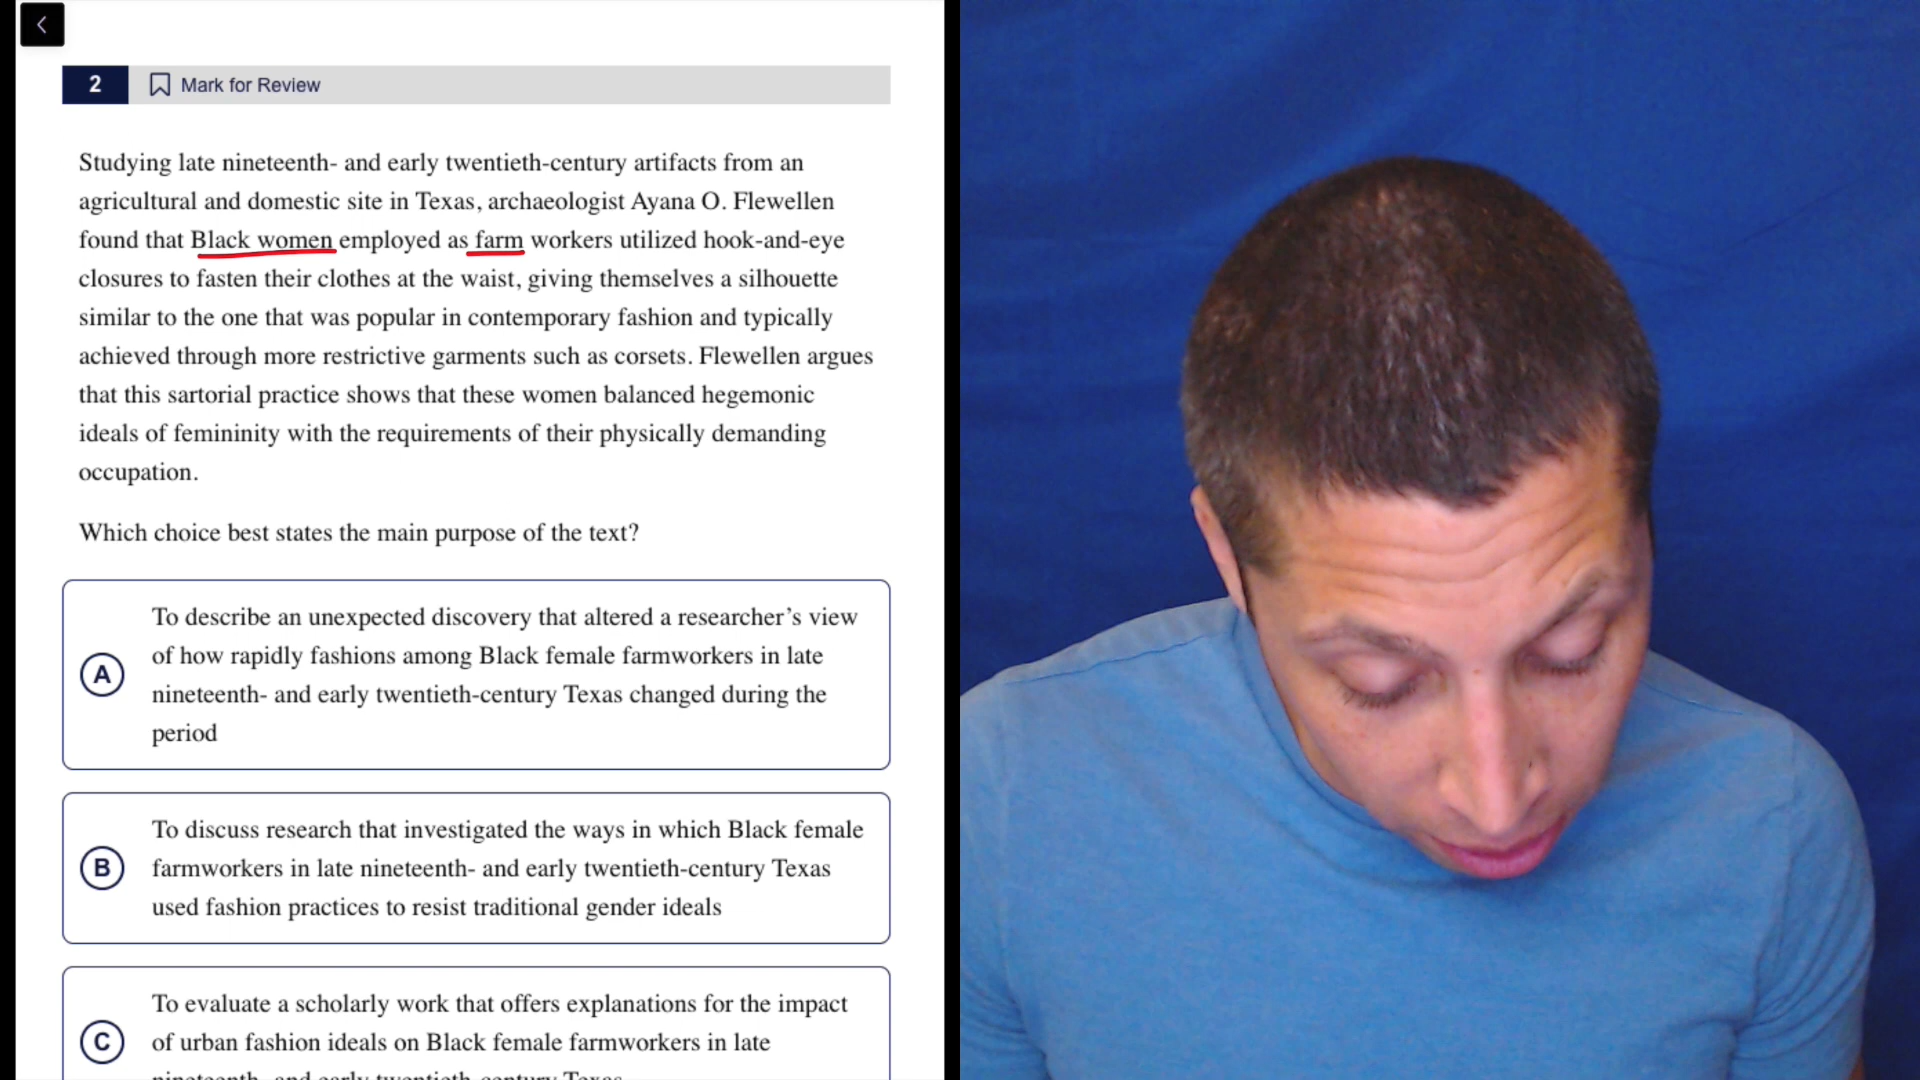 2 Mark for Review
Studying late nineteenth- and early twentieth-century artifacts from an
agricultural and domestic site in Texas, archaeologist Ayana O. Flewellen
found that Black women employed as farm workers utilized hook-and-eye
closures to fasten their clothes at the waist, giving themselves a silhouette
similar to the one that was popular in contemporary fashion and typically
achieved through more restrictive garments such as corsets. Flewellen argues
that this sartorial practice shows that these women balanced hegemonic
ideals of femininity with the requirements of their physically demanding
occupation.
Which choice best states the main purpose of the text?
A
To describe an unexpected discovery that altered a researcher’s view
of how rapidly fashions among Black female farmworkers in late
nineteenth- and early twentieth-century Texas changed during the
period
B
To discuss research that investigated the ways in which Black female
farmworkers in late nineteenth- and early twentieth-century Texas
used fashion practices to resist traditional gender ideals
C
To evaluate a scholarly work that offers explanations for the impact
of urban fashion ideals on Black female farmworkers in late
nineteenth- and early twentieth-century Texas